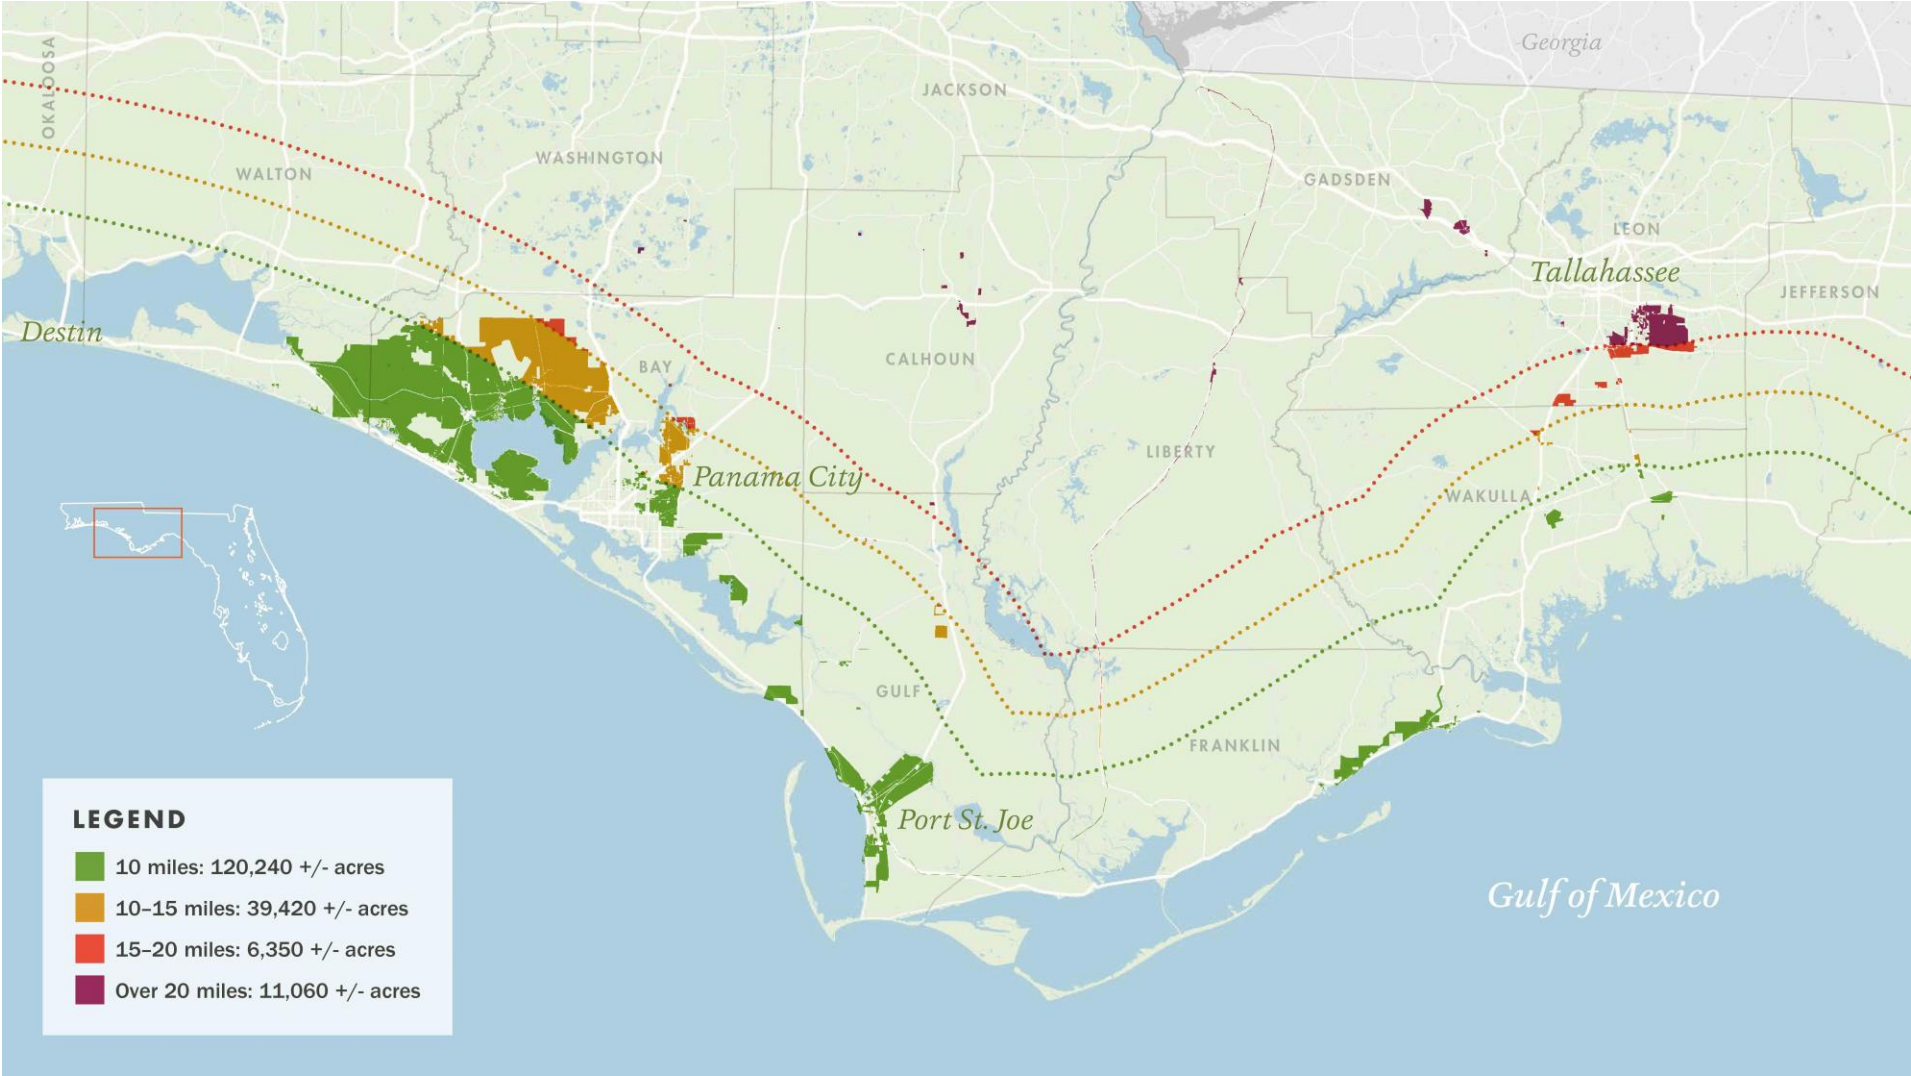 Georgia
OKALOOSA
JACKSON
WASHINGTON
WALTON
GADSDEN
LEON
Tallahassee
JEFFERSON
Destin
BAY
CALHOUN
LIBERTY
Panama City
WAKULLA
GULF
FRANKLIN
Port St. Joe
Gulf of Mexico
LEGEND
10 miles: 120,240 +/- acres
10–15 miles: 39,420 +/- acres
15–20 miles: 6,350 +/- acres
Over 20 miles: 11,060 +/- acres